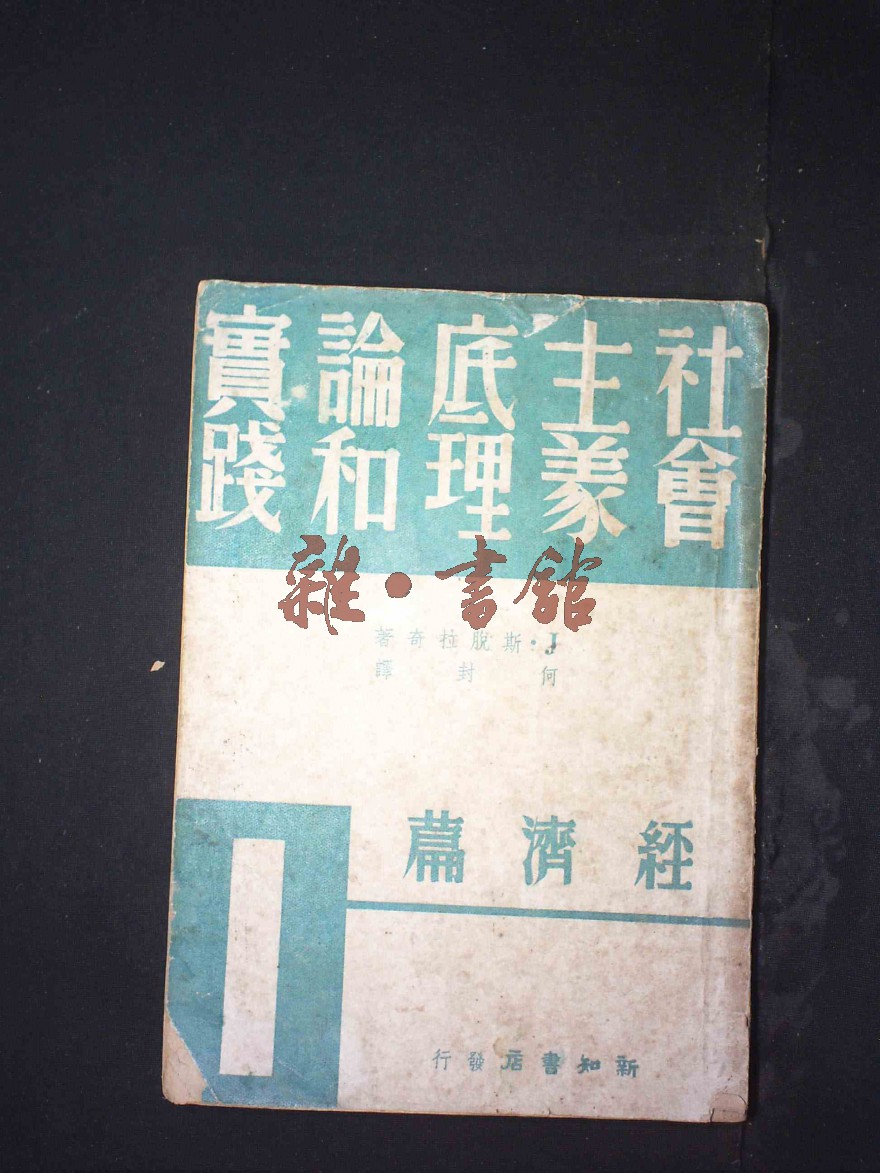 社會主義底理論和實踐
雜·書館
J·斯脫拉奇著
何封譯
經濟篇
1
新知書店發行